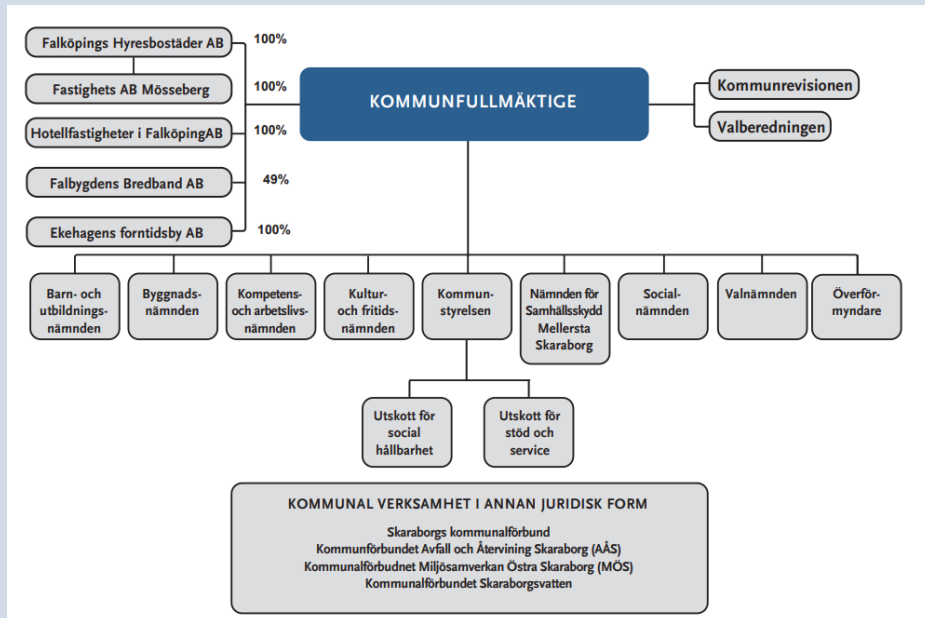 Falköpings Hyresbostäder AB
100%
Fastighets AB Mösseberg
100%
Hotellfastigheter i FalköpingAB
100%
Falbygdens Bredband AB
49%
Ekehagens forntidsby AB
100%
KOMMUNFULLMÄKTIGE
Kommunrevisionen
Valberedningen
Barn- och
utbildnings-
nämnden
Byggnads-
nämnden
Kompetens-
och arbetslivs-
nämnden
Kultur-
och fritids-
nämnden
Kommun-
styrelsen
Nämnden för
Samhällsskydd
Mellersta
Skaraborg
Social-
nämnden
Valnämnden
Överför-
myndare
Utskott för
social
hållbarhet
Utskott för
stöd och
service
KOMMUNAL VERKSAMHET I ANNAN JURIDISK FORM
Skaraborgs kommunalförbund
Kommunförbundet Avfall och Återvining Skaraborg (AÅS)
Kommunalförbudnet Miljösamverkan Östra Skaraborg (MÖS)
Kommunalförbundet Skaraborgsvatten